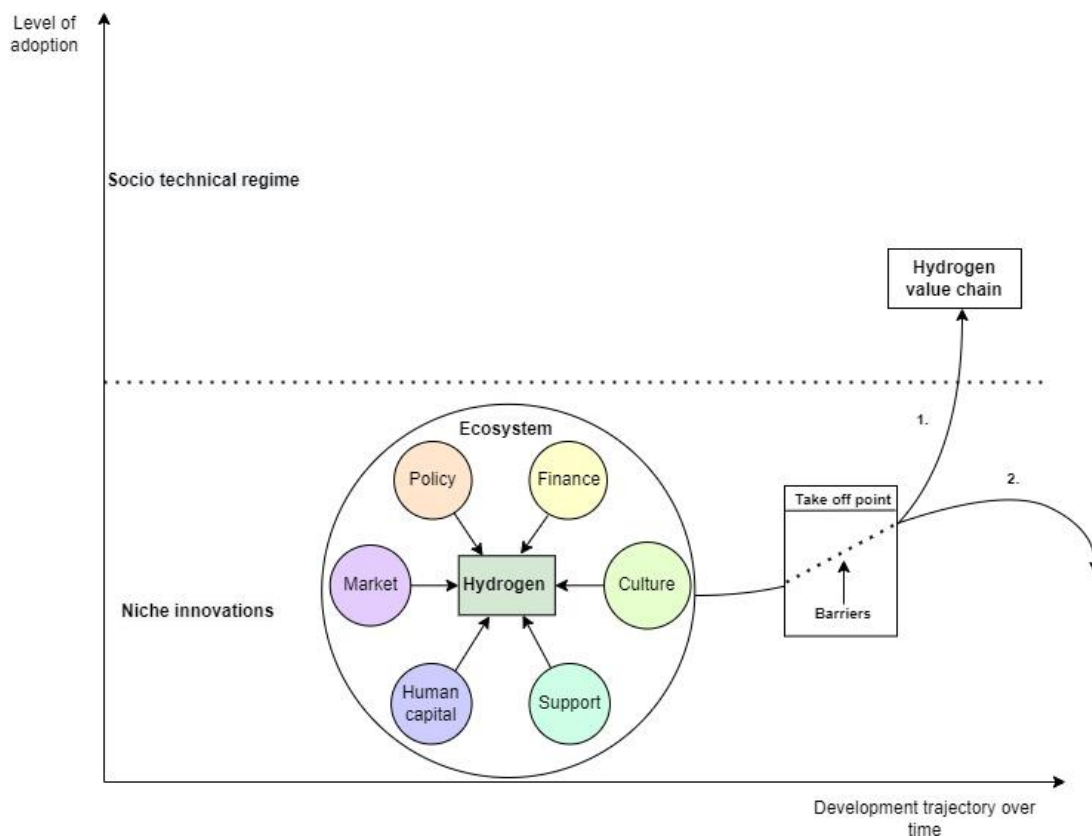 Level of
adoption
Socio technical regime
Hydrogen
value chain
1.
Ecosystem
Policy
Finance
2.
Take off point
Market
Hydrogen
Culture
Niche innovations
Barriers
Human
capital
Support
Development trajectory over
time